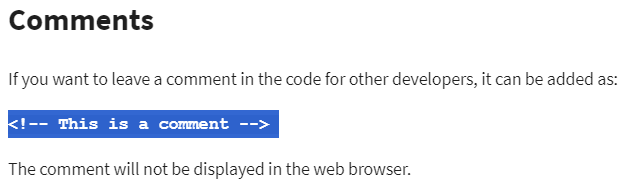 Comments
If you want to leave a comment in the code for other developers, it can be added as:
<!-- This is a comment -->
The comment will not be displayed in the web browser.